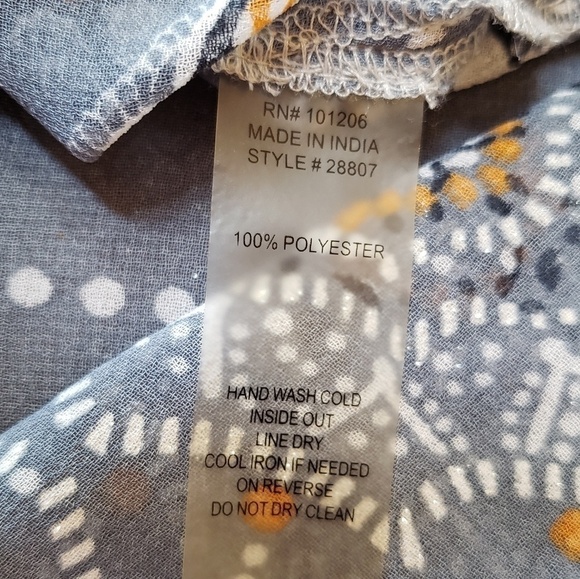 RN# 101206
MADE IN INDIA
STYLE # 28807
100% POLYESTER
HAND WASH COLD
INSIDE OUT
LINE DRY
COOL IRON IF NEEDED
ON REVERSE
DO NOT DRY CLEAN